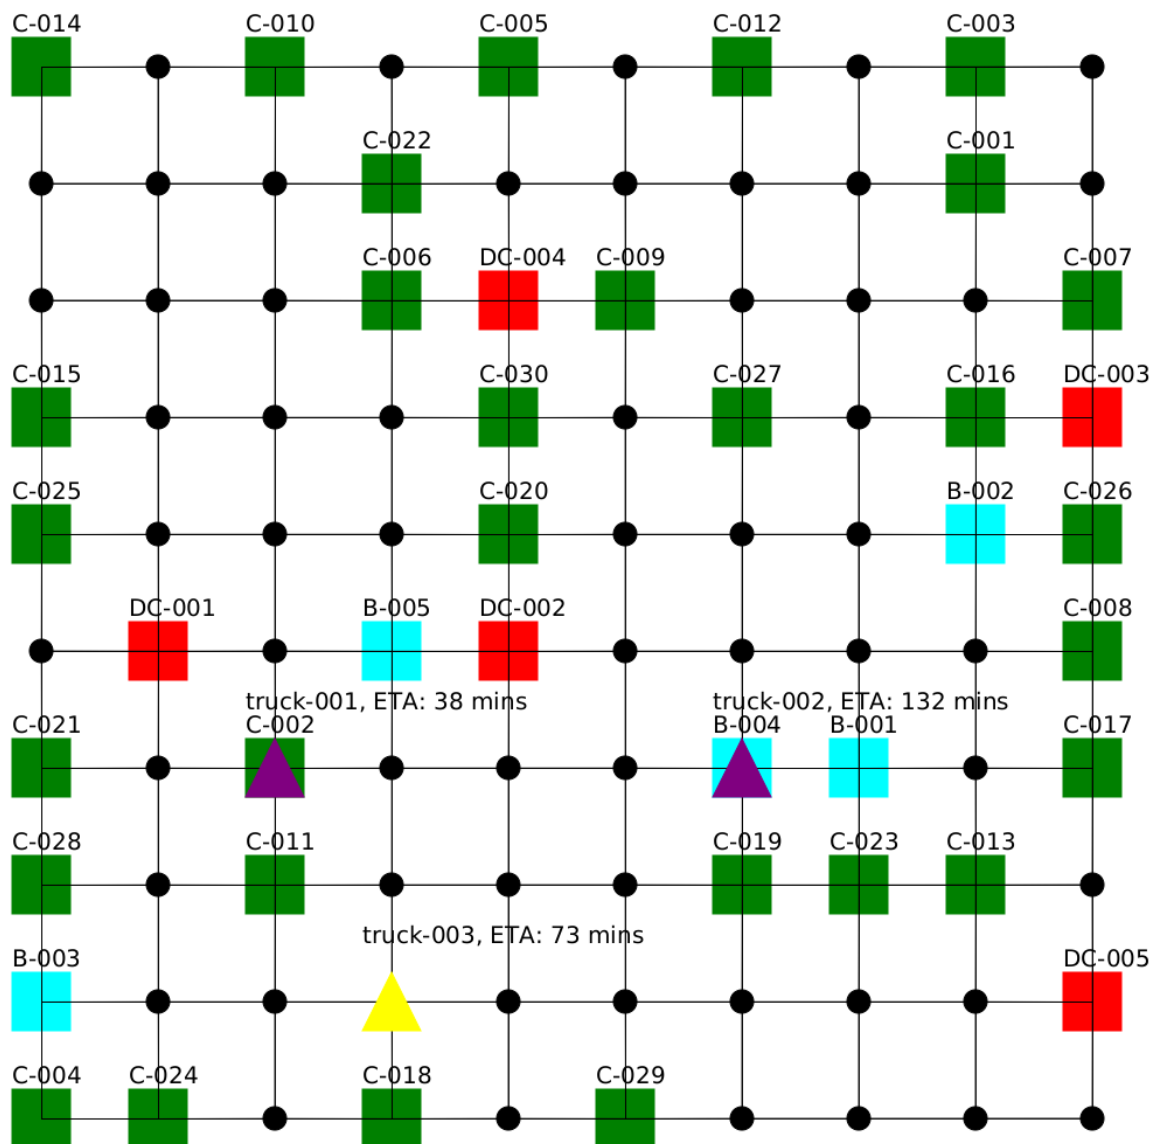 C-014
C-010
C-005
C-012
C-003
C-022
C-001
C-006
DC-004
C-009
C-007
C-015
C-030
C-027
C-016
DC-003
C-025
C-020
B-002
C-026
DC-001
B-005
DC-002
C-008
truck-001, ETA: 38 mins
truck-002, ETA: 132 mins
C-021
C-002
B-004
B-001
C-017
C-028
C-011
C-019
C-023
C-013
truck-003, ETA: 73 mins
B-003
DC-005
C-004
C-024
C-018
C-029